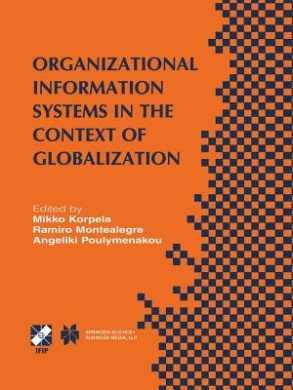 ORGANIZATIONAL
INFORMATION
SYSTEMS IN THE
CONTEXT OF
GLOBALIZATION
Edited by
Mikko Korpela
Ramiro Montealegre
Angeliki Poulymenakou
SPRINGER SCIENCE+
BUSINESS MEDIA, LLC
IFIP